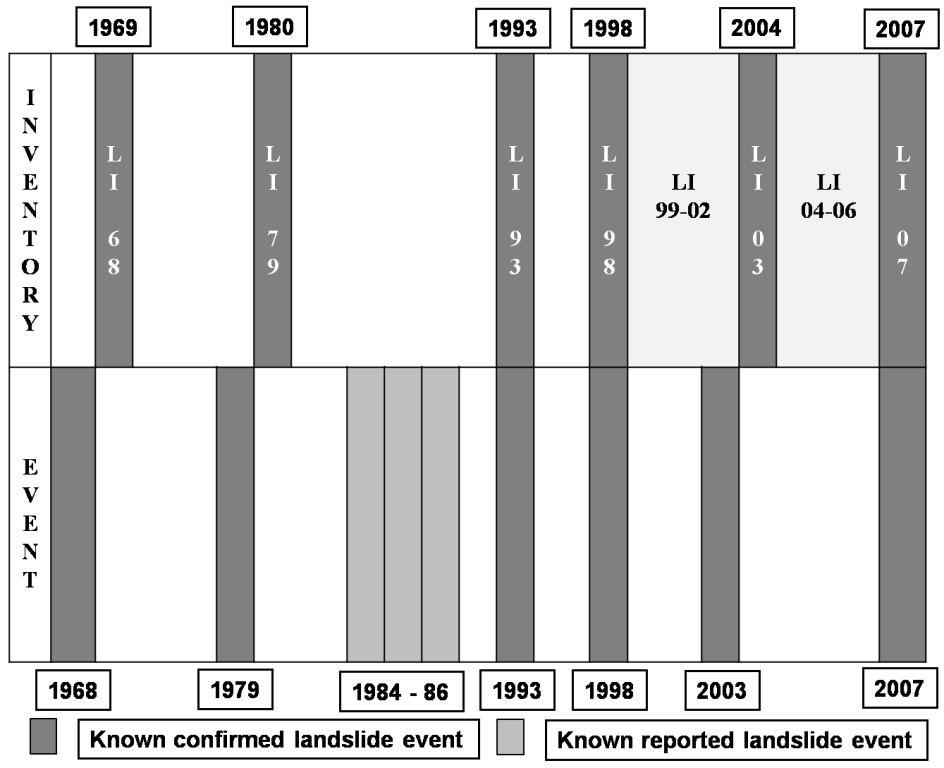 1969 1980 1993 1998 2004 2007
INVENTORY
LI 68
LI 79
LI 93
LI 98
LI
99-02
LI 03
LI
04-06
LI 07
EVENT
1968 1979 1984 - 86 1993 1998 2003 2007
Known confirmed landslide event
Known reported landslide event